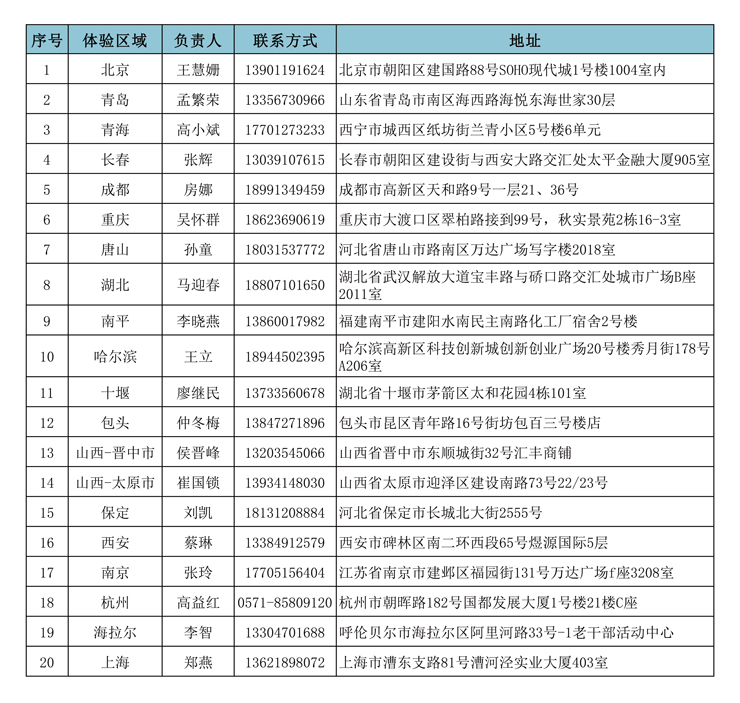 序号 体验区域 负责人 联系方式 地址
1 北京 王慧姗 13901191624 北京市朝阳区建国路88号SOHO现代城1号楼1004室内
2 青岛 孟繁荣 13356730966 山东省青岛市南区海西路海悦东海世家30层
3 青海 高小斌 17701273233 西宁市城西区纸坊街兰青小区5号楼6单元
4 长春 张辉 13039107615 长春市朝阳区建设街与西安大路交汇处太平金融大厦905室
5 成都 房娜 18991349459 成都市高新区天和路9号一层21、36号
6 重庆 吴怀群 18623690619 重庆市大渡口区翠柏路接到99号，秋实景苑2栋16-3室
7 唐山 孙童 18031537772 河北省唐山市路南区万达广场写字楼2018室
8 湖北 马迎春 18807101650 湖北省武汉解放大道宝丰路与硚口路交汇处城市广场B座
2011室
9 南平 李晓燕 13860017982 福建南平市建阳水南民主南路化工厂宿舍2号楼
10 哈尔滨 王立 18944502395 哈尔滨高新区科技创新城创新创业广场20号楼秀月街178号
A206室
11 十堰 廖继民 13733560678 湖北省十堰市茅箭区太和花园4栋101室
12 包头 仲冬梅 13847271896 包头市昆区青年路16号街坊包百三号楼店
13 山西-晋中市 侯晋峰 13203545066 山西省晋中市东顺城街32号汇丰商铺
14 山西-太原市 崔国锁 13934148030 山西省太原市迎泽区建设南路73号22/23号
15 保定 刘凯 18131208884 河北省保定市长城北大街2555号
16 西安 蔡琳 13384912579 西安市碑林区南二环西段65号煜源国际5层
17 南京 张玲 17705156404 江苏省南京市建邺区福园街131号万达广场f座3208室
18 杭州 高益红 0571-85809120 杭州市朝晖路182号国都发展大厦1号楼21楼C座
19 海拉尔 李智 13304701688 呼伦贝尔市海拉尔区阿里河路33号-1老干部活动中心
20 上海 郑燕 13621898072 上海市漕东支路81号漕河泾实业大厦403室